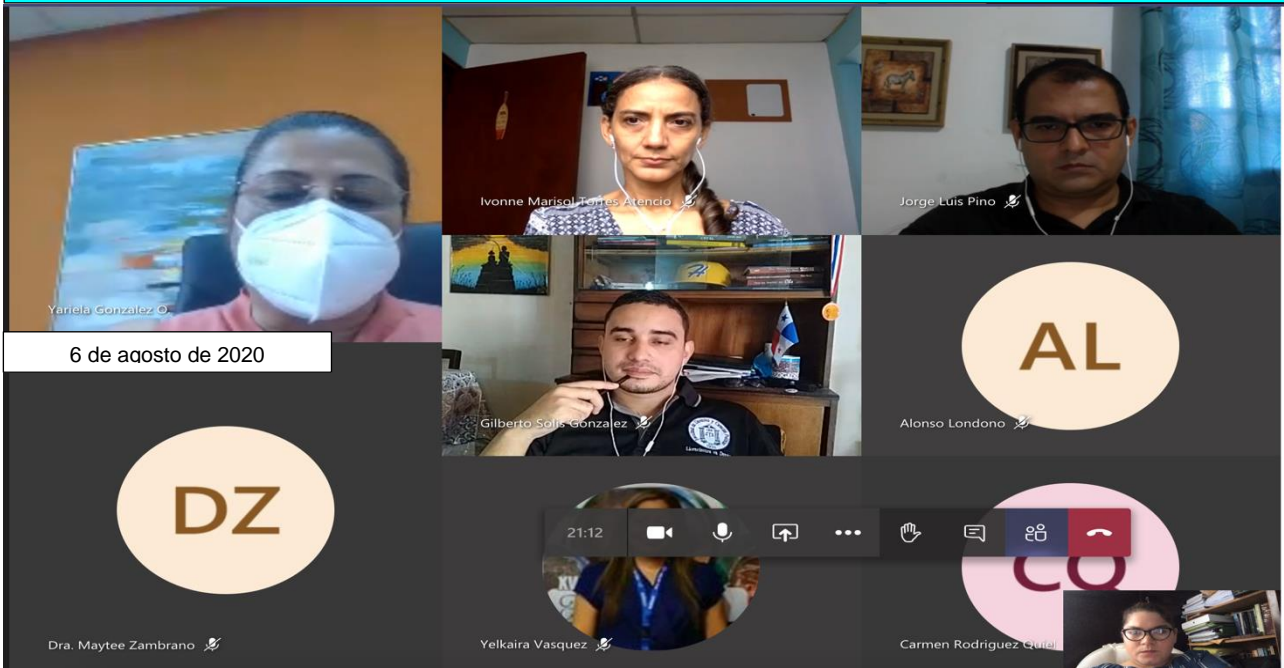 Yariela Gonzalez O.
Ivonne Marisol Torres Atencio
Jorge Luis Pino
6 de agosto de 2020
Gilberto Solis Gonzalez
AL
Alonso Londono
DZ
Dra. Maytee Zambrano
21:12
Yelkaira Vasquez
CQ
Carmen Rodriguez Quiel